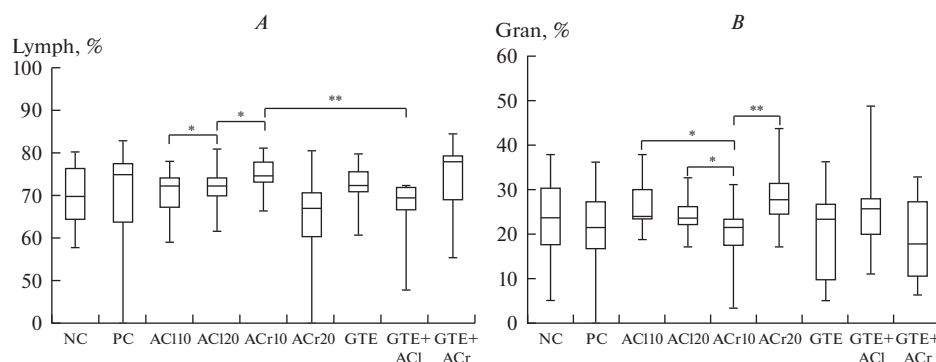 A
Lymph, %
100
90
80
70
60
50
0
* * **
NC PC ACl10 ACl20 ACr10 ACr20 GTE GTE+ GTE+
ACl ACr
B
Gran, %
60
50
40
30
20
10
0
* * **
NC PC ACl10 ACl20 ACr10 ACr20 GTE GTE+ GTE+
ACl ACr